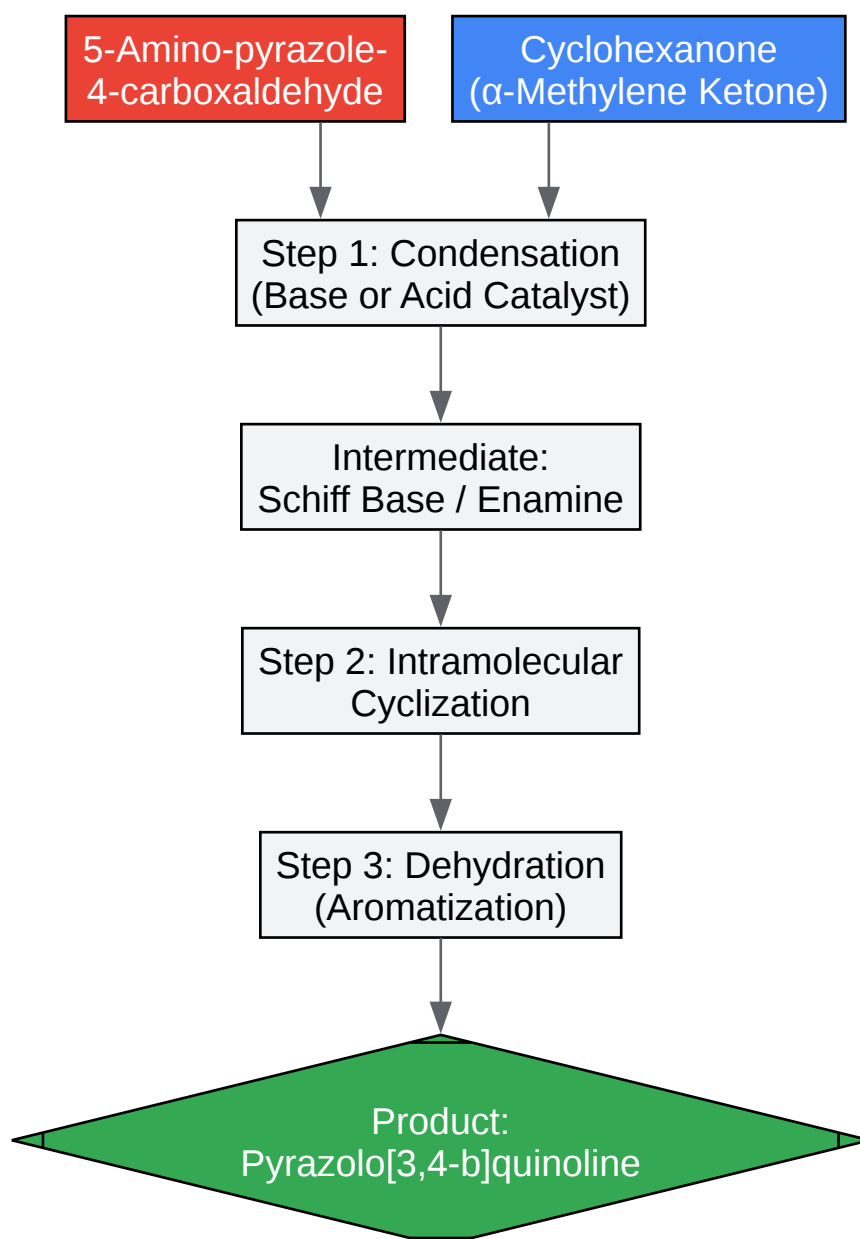 5-Amino-pyrazole-
4-carboxaldehyde
Cyclohexanone
(α-Methylene Ketone)
Step 1: Condensation
(Base or Acid Catalyst)
Intermediate:
Schiff Base / Enamine
Step 2: Intramolecular
Cyclization
Step 3: Dehydration
(Aromatization)
Product:
Pyrazolo[3,4-b]quinoline